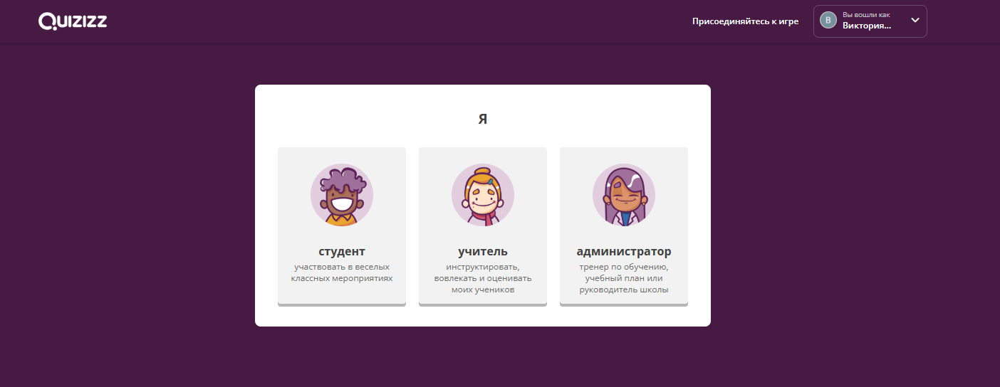 QUIZIZZ
Присоединяйтесь к игре
В
Вы вошли как
Виктория...
Я
студент
участвовать в веселых
классных мероприятиях
учитель
инструктировать,
вовлекать и оценивать
моих учеников
администратор
тренер по обучению,
учебный план или
руководитель школы